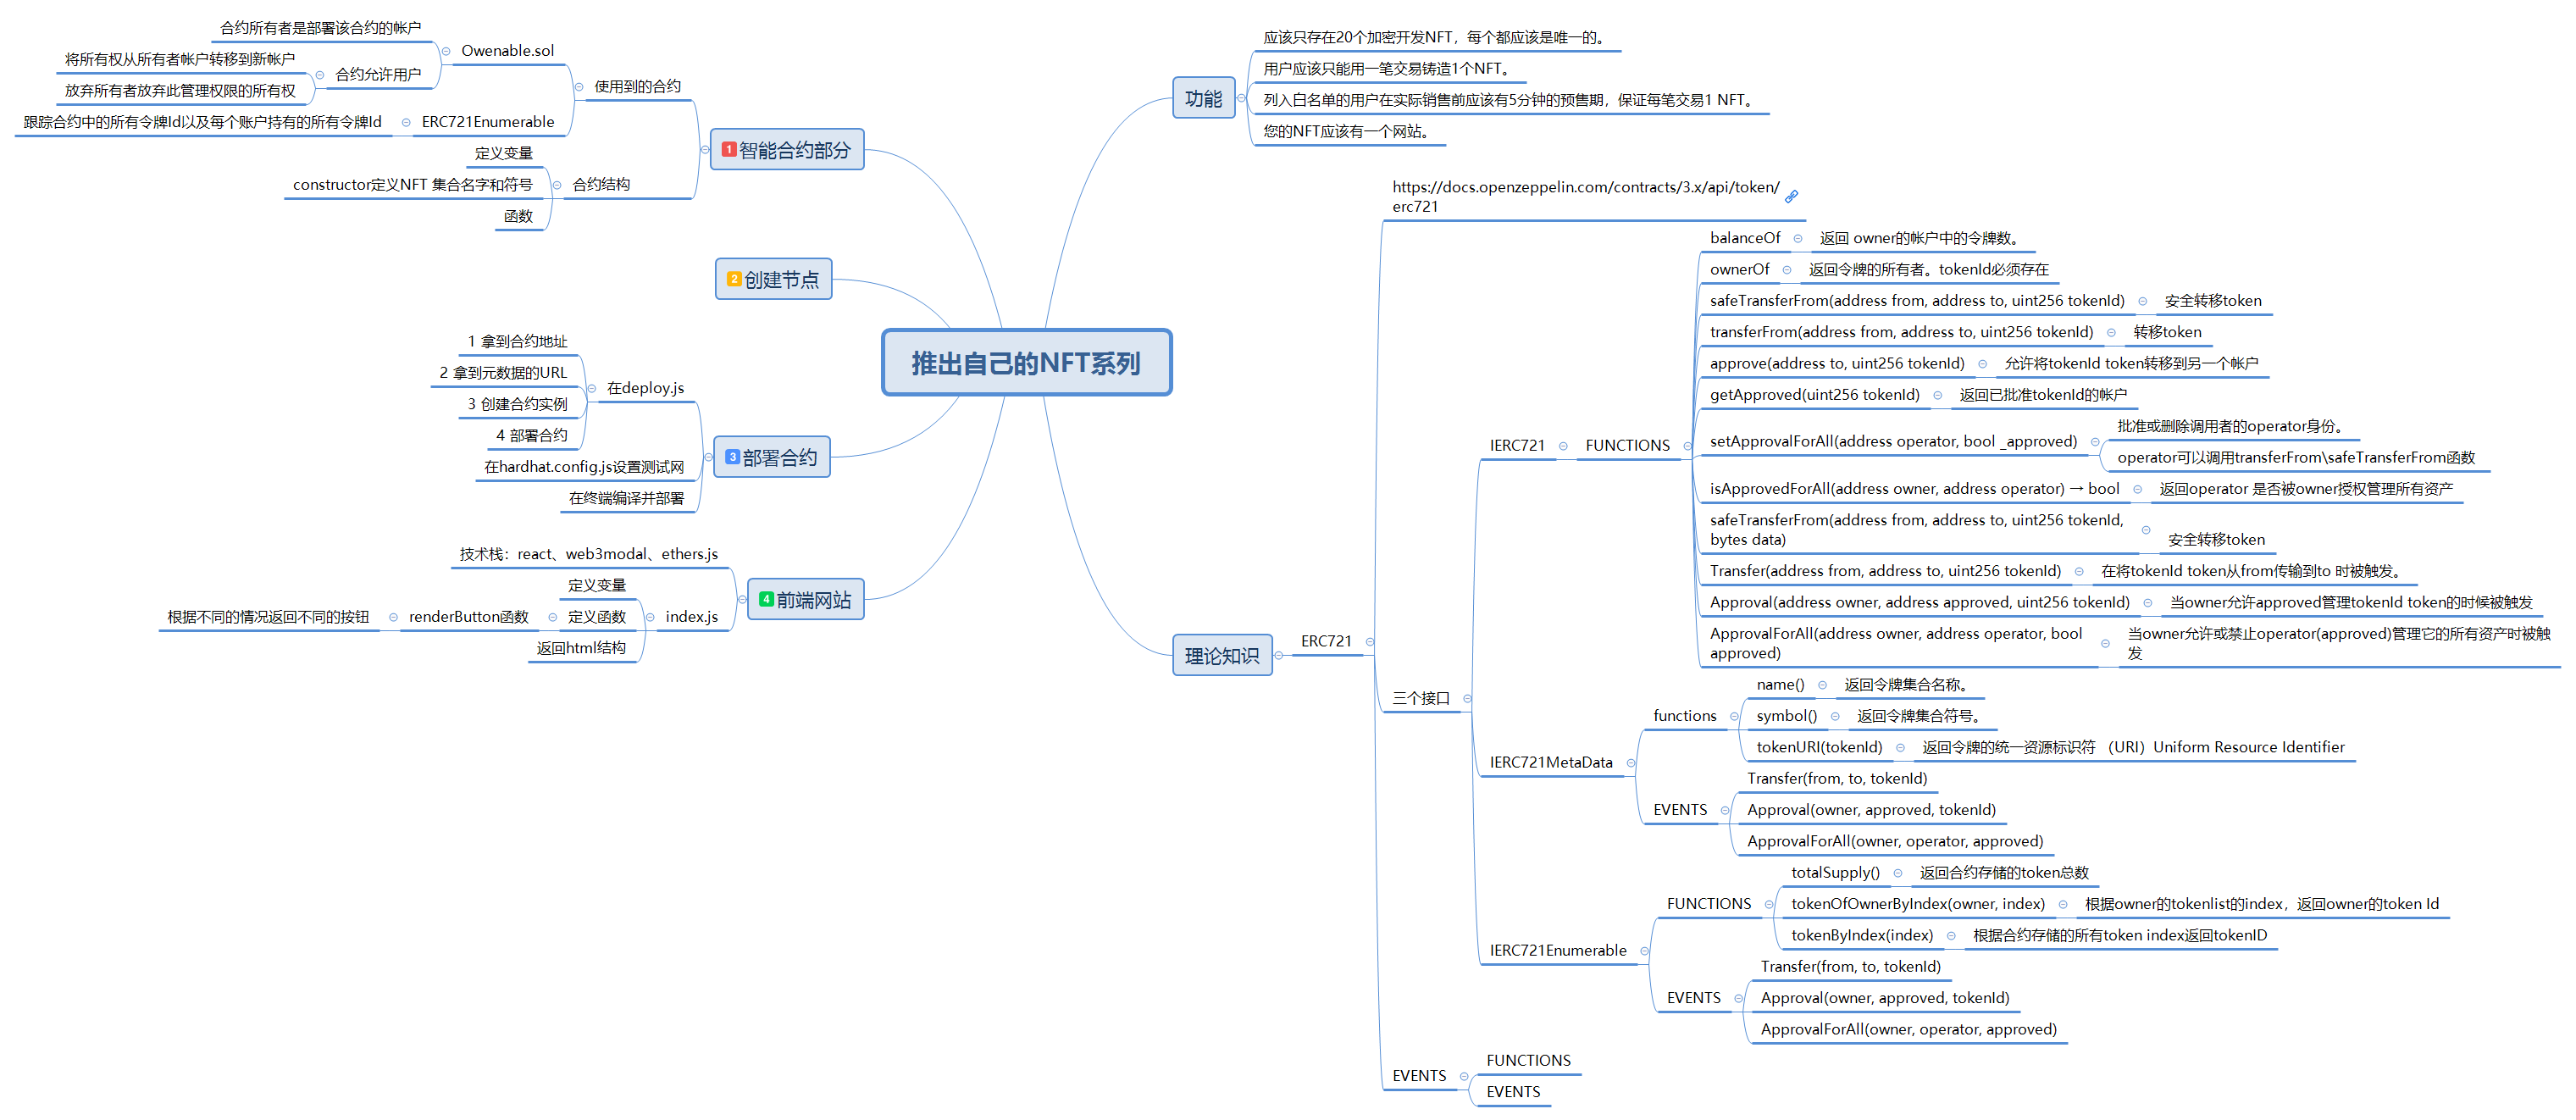 推出自己的NFT系列
1 智能合约部分
使用到的合约
Owenable.sol
合约所有者是部署该合约的帐户
合约允许用户
将所有权从所有者帐户转移到新帐户
放弃所有者放弃此管理权限的所有权
ERC721Enumerable
跟踪合约中的所有令牌Id以及每个账户持有的所有令牌Id
合约结构
定义变量
constructor定义NFT 集合名字和符号
函数
2 创建节点
3 部署合约
在deploy.js
1 拿到合约地址
2 拿到元数据的URL
3 创建合约实例
4 部署合约
在hardhat.config.js设置测试网
在终端编译并部署
4 前端网站
技术栈：react、web3modal、ethers.js
index.js
定义变量
定义函数
renderButton函数
根据不同的情况返回不同的按钮
返回html结构
功能
应该只存在20个加密开发NFT，每个都应该是唯一的。
用户应该只能用一笔交易铸造1个NFT。
列入白名单的用户在实际销售前应该有5分钟的预售期，保证每笔交易1 NFT。
您的NFT应该有一个网站。
理论知识
ERC721
https://docs.openzeppelin.com/contracts/3.x/api/token/
erc721
三个接口
IERC721
FUNCTIONS
balanceOf
返回 owner的帐户中的令牌数。
ownerOf
返回令牌的所有者。tokenId必须存在
safeTransferFrom(address from, address to, uint256 tokenId)
安全转移token
transferFrom(address from, address to, uint256 tokenId)
转移token
approve(address to, uint256 tokenId)
允许将tokenId token转移到另一个帐户
getApproved(uint256 tokenId)
返回已批准tokenId的帐户
setApprovalForAll(address operator, bool _approved)
批准或删除调用者的operator身份。
operator可以调用transferFrom\safeTransferFrom函数
isApprovedForAll(address owner, address operator) → bool
返回operator 是否被owner授权管理所有资产
safeTransferFrom(address from, address to, uint256 tokenId,
bytes data)
安全转移token
Transfer(address from, address to, uint256 tokenId)
在将tokenId token从from传输到to 时被触发。
Approval(address owner, address approved, uint256 tokenId)
当owner允许approved管理tokenId token的时候被触发
ApprovalForAll(address owner, address operator, bool
approved)
当owner允许或禁止operator(approved)管理它的所有资产时被触
发
IERC721MetaData
functions
name()
返回令牌集合名称。
symbol()
返回令牌集合符号。
tokenURI(tokenId)
返回令牌的统一资源标识符 （URI）Uniform Resource Identifier
EVENTS
Transfer(from, to, tokenId)
Approval(owner, approved, tokenId)
ApprovalForAll(owner, operator, approved)
IERC721Enumerable
FUNCTIONS
totalSupply()
返回合约存储的token总数
tokenOfOwnerByIndex(owner, index)
根据owner的tokenlist的index，返回owner的token Id
tokenByIndex(index)
根据合约存储的所有token index返回tokenID
EVENTS
Transfer(from, to, tokenId)
Approval(owner, approved, tokenId)
ApprovalForAll(owner, operator, approved)
EVENTS
FUNCTIONS
EVENTS